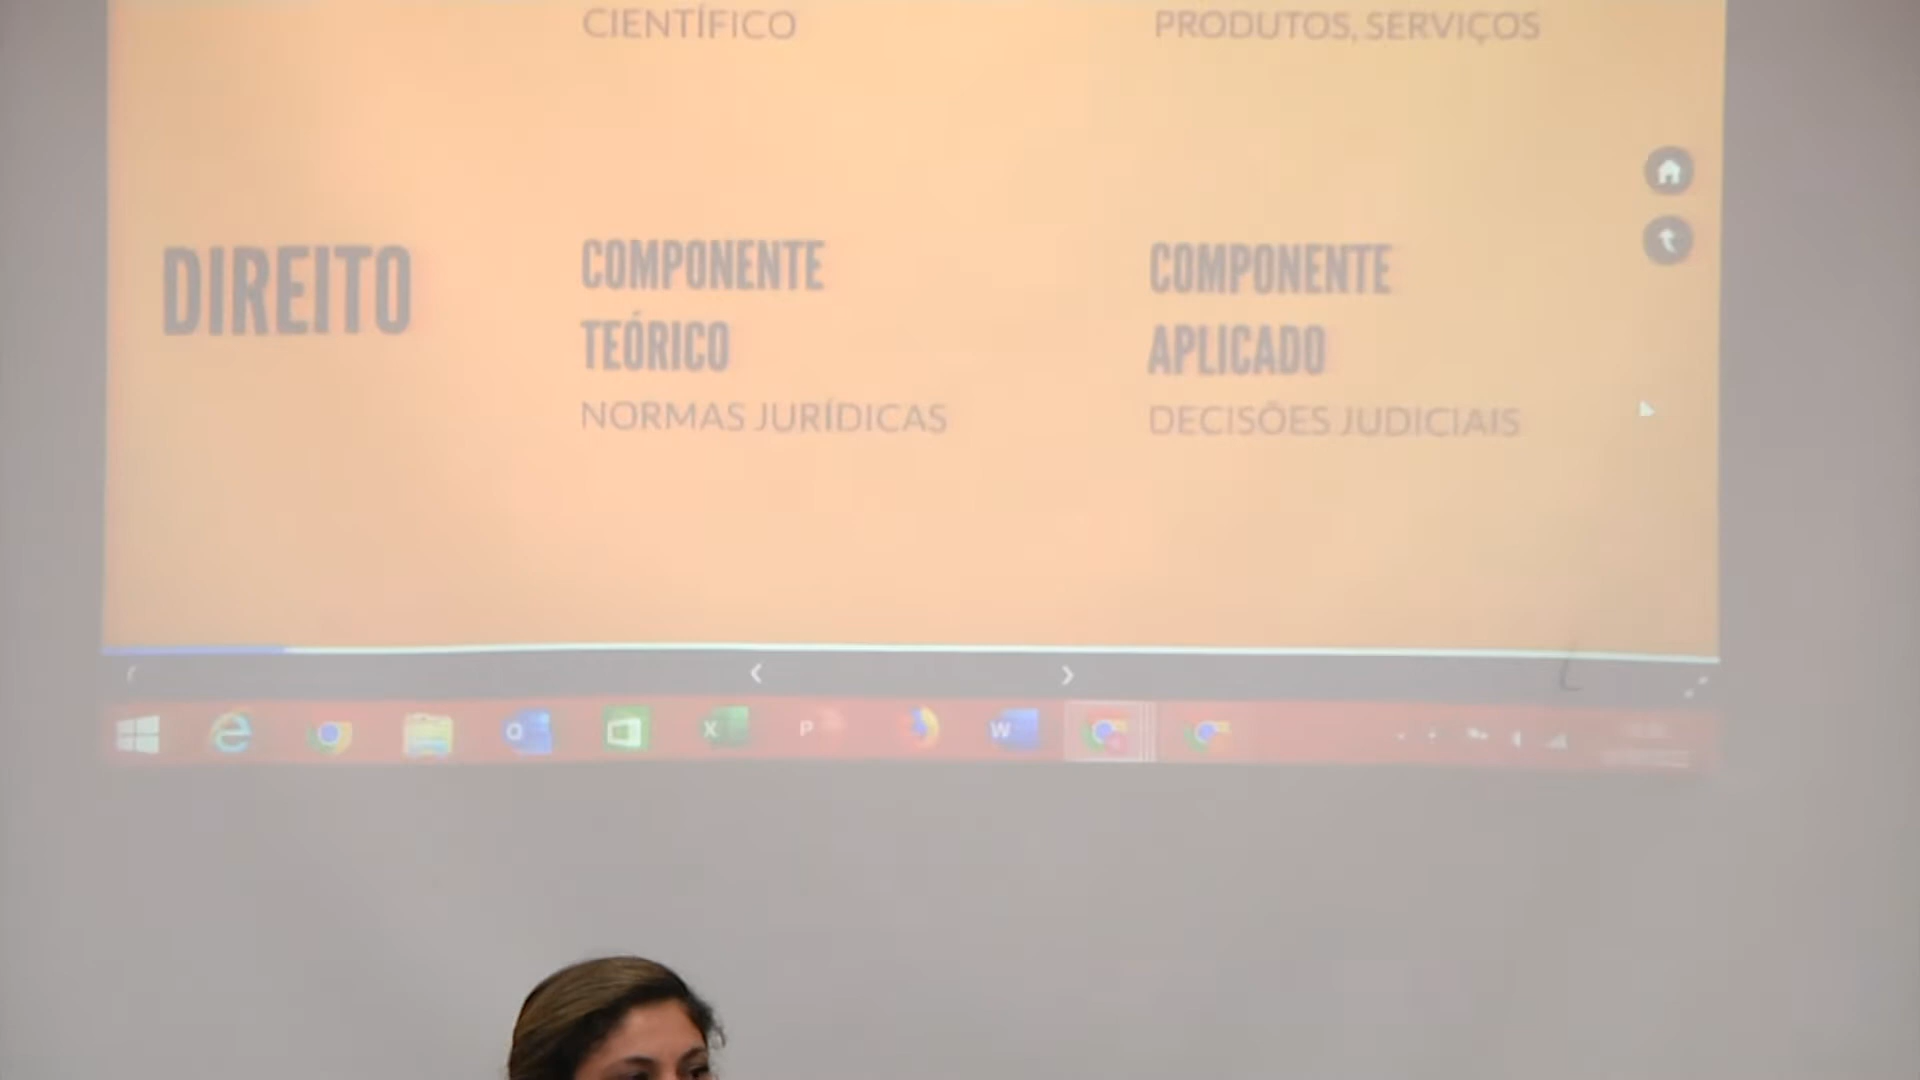 CIENTÍFICO
PRODUTOS, SERVIÇOS
DIREITO
COMPONENTE
TEÓRICO
NORMAS JURÍDICAS
COMPONENTE
APLICADO
DECISÕES JUDICIAIS